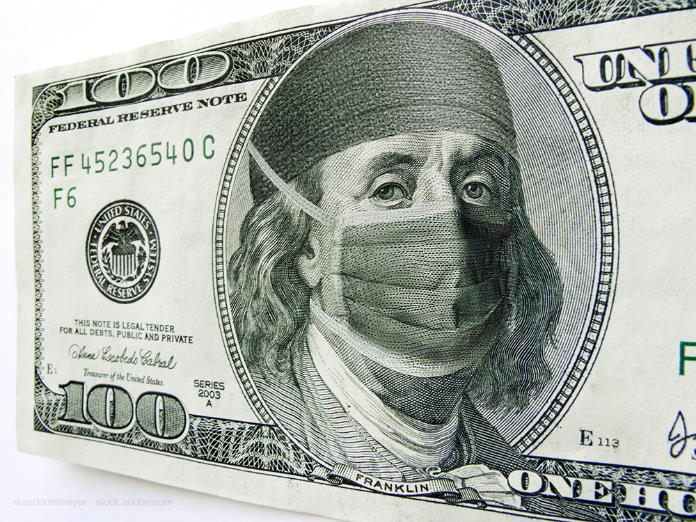 100
FEDERAL RESERVE NOTE
UNI
O
FF 45236540 C
F6
UNITED STATES
FEDERAL RESERVE SYSTEM
THIS NOTE IS LEGAL TENDER
FOR ALL DEBTS, PUBLIC AND PRIVATE
Anna Escobedo Cabral
Treasurer of the United States.
SERIES
2003
A
100
E 113
F
FRANKLIN
ONE HU
ricardoreitmeyer - stock.adobe.com